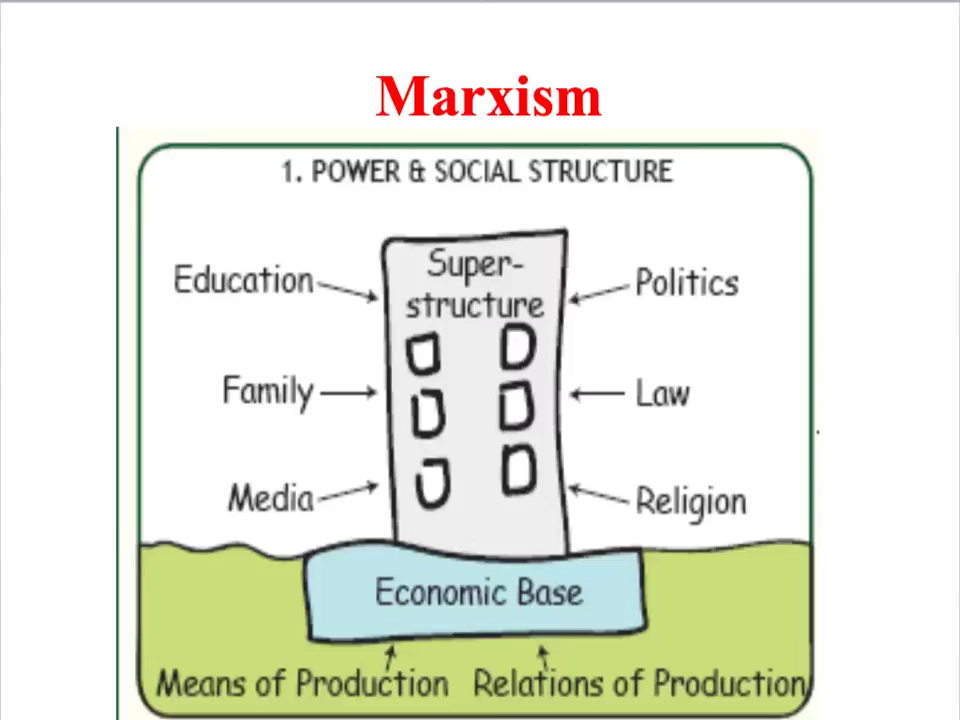 Marxism
1. POWER & SOCIAL STRUCTURE
Super-
structure
Education
Politics
Family
Law
Media
Religion
Economic Base
Means of Production
Relations of Production